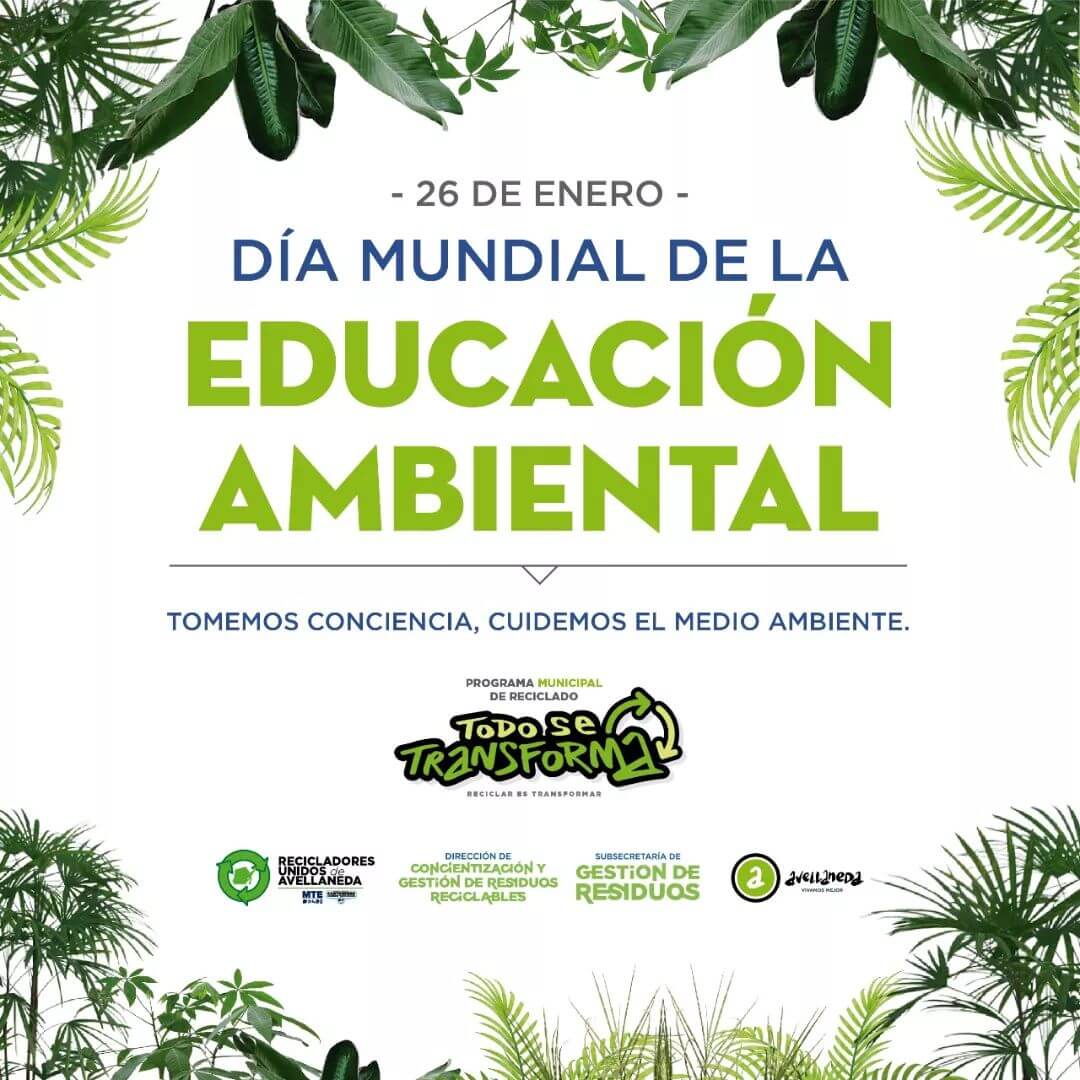 - 26 DE ENERO -
DÍA MUNDIAL DE LA
EDUCACIÓN
AMBIENTAL
TOMEMOS CONCIENCIA, CUIDEMOS EL MEDIO AMBIENTE.
PROGRAMA MUNICIPAL
DE RECICLADO
TODO SE
TRANSFORMA
RECICLAR ES TRANSFORMAR
RECICLADORES
UNIDOS de
AVELLANEDA
MTE
DIRECCIÓN DE
CONCIENTIZACIÓN Y
GESTIÓN DE RESIDUOS
RECICLABLES
SUBSECRETARÍA DE
GESTIÓN DE
RESIDUOS
a
avellaneda
VIVAMOS MEJOR